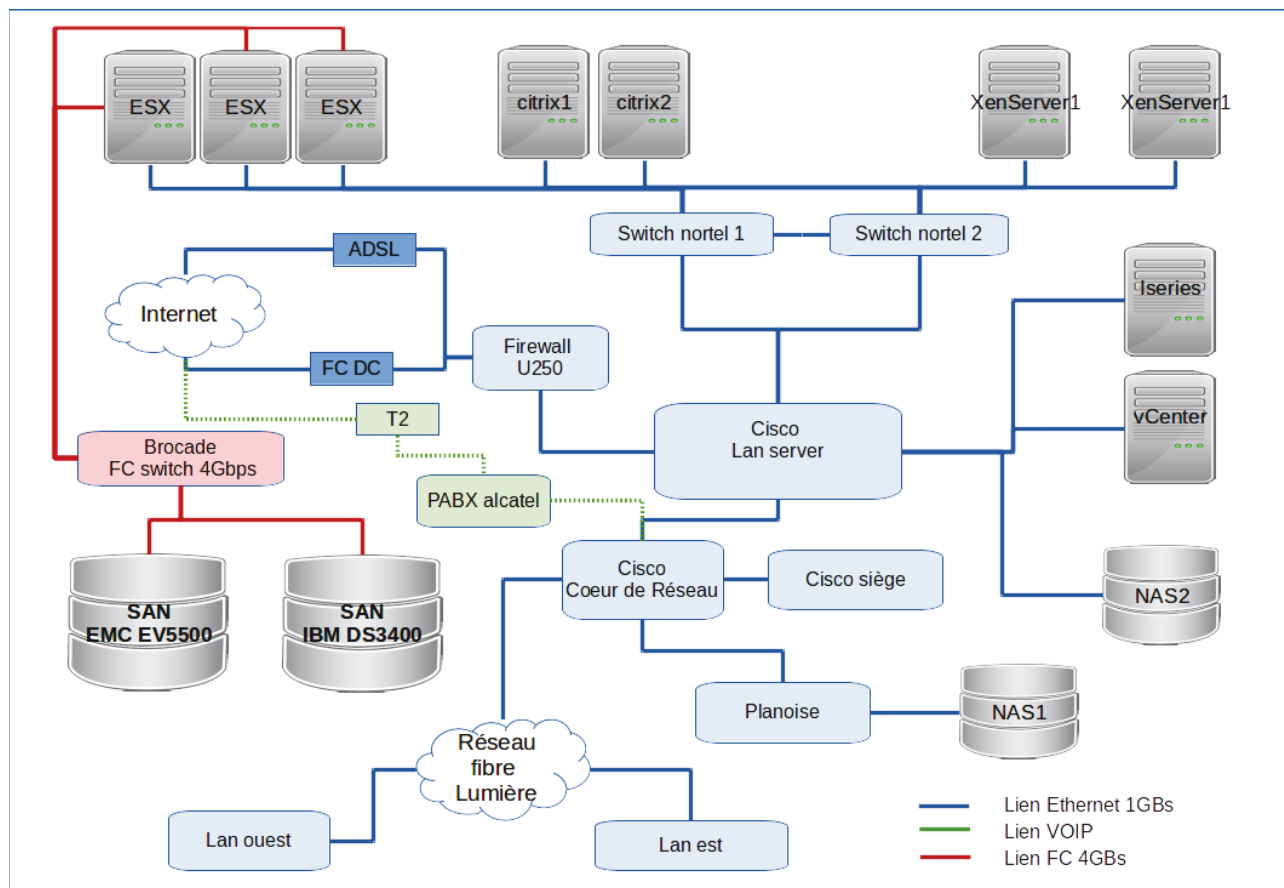 ESX
ESX
ESX
citrix1
citrix2
XenServer1
XenServer1
Switch nortel 1
Switch nortel 2
ADSL
Internet
Iseries
Firewall
U250
FC DC
T2
Cisco
Lan server
vCenter
Brocade
FC switch 4Gbps
PABX alcatel
Cisco
Coeur de Réseau
Cisco siège
NAS2
SAN
EMC EV5500
SAN
IBM DS3400
Planoise
NAS1
Réseau
fibre
Lumière
Lan ouest
Lan est
Lien Ethernet 1GBs
Lien VOIP
Lien FC 4GBs